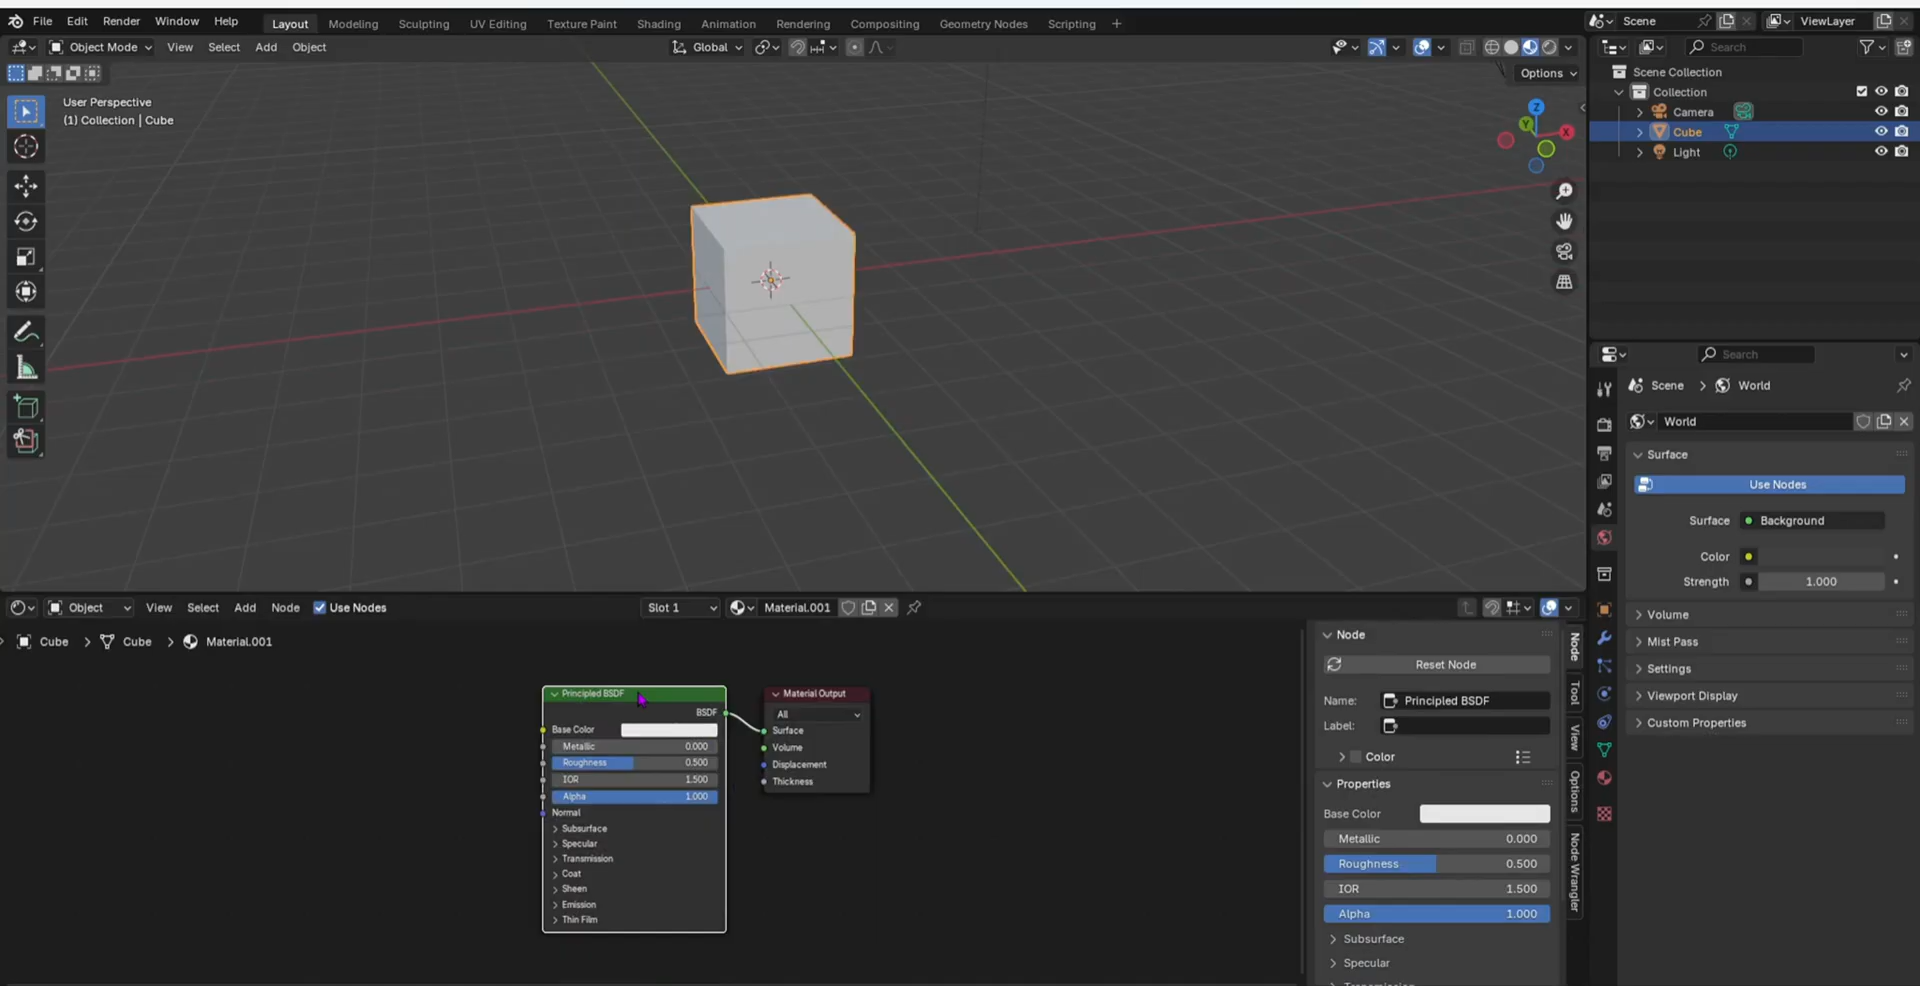 File Edit Render Window Help Layout Modeling Sculpting UV Editing Texture Paint Shading Animation Rendering Compositing Geometry Nodes Scripting + Scene ViewLayer
Object Mode View Select Add Object Global Search
Options
User Perspective
(1) Collection | Cube
Z
Y
X
Scene Collection
Collection
Camera
Cube
Light
Search
Scene > World
World
Surface
Use Nodes
Surface Background
Color
Strength 1.000
Volume
Mist Pass
Settings
Viewport Display
Custom Properties
Object View Select Add Node Use Nodes Slot 1 Material.001
Cube > Cube > Material.001
Principled BSDF
BSDF
Base Color
Metallic 0.000
Roughness 0.500
IOR 1.500
Alpha 1.000
Normal
Subsurface
Specular
Transmission
Coat
Sheen
Emission
Thin Film
Material Output
All
Surface
Volume
Displacement
Thickness
Node
Reset Node
Name: Principled BSDF
Label:
Color
Properties
Base Color
Metallic 0.000
Roughness 0.500
IOR 1.500
Alpha 1.000
Subsurface
Specular
Node
Tool
View
Options
Node Wrangler